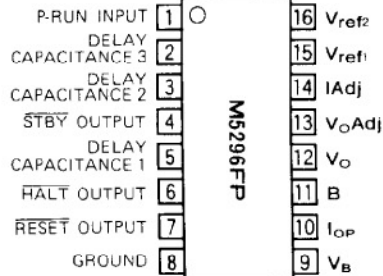 P-RUN INPUT 1
DELAY
CAPACITANCE 3 2
DELAY
CAPACITANCE 2 3
STBY OUTPUT 4
DELAY
CAPACITANCE 1 5
HALT OUTPUT 6
RESET OUTPUT 7
GROUND 8
M5296FP
16 Vref2
15 Vref1
14 IAdj
13 VOAdj
12 VO
11 B
10 IOP
9 VB